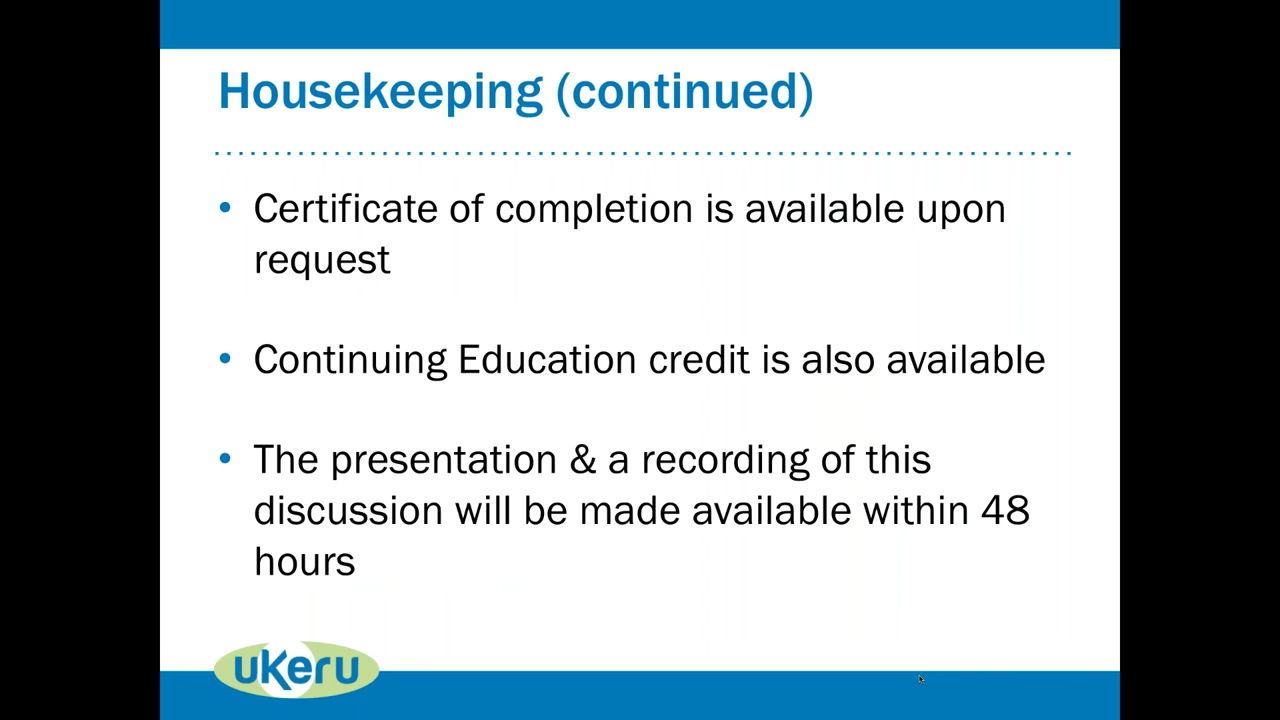 Housekeeping (continued)
• Certificate of completion is available upon
request
• Continuing Education credit is also available
• The presentation & a recording of this
discussion will be made available within 48
hours
ukeru